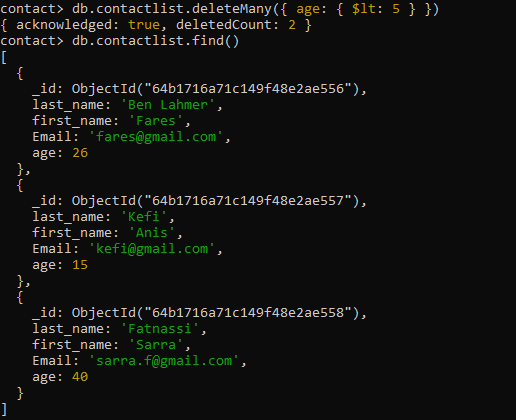 contact> db.contactlist.deleteMany({ age: { $lt: 5 } })
{ acknowledged: true, deletedCount: 2 }
contact> db.contactlist.find()
[
  {
    _id: ObjectId("64b1716a71c149f48e2ae556"),
    last_name: 'Ben Lahmer',
    first_name: 'Fares',
    Email: 'fares@gmail.com',
    age: 26
  },
  {
    _id: ObjectId("64b1716a71c149f48e2ae557"),
    last_name: 'Kefi',
    first_name: 'Anis',
    Email: 'kefi@gmail.com',
    age: 15
  },
  {
    _id: ObjectId("64b1716a71c149f48e2ae558"),
    last_name: 'Fatnassi',
    first_name: 'Sarra',
    Email: 'sarra.f@gmail.com',
    age: 40
  }
]